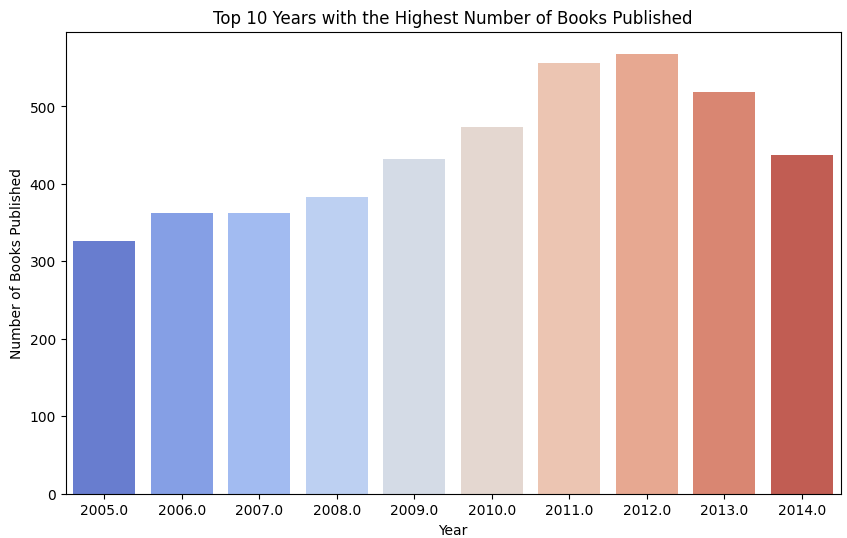 Top 10 Years with the Highest Number of Books Published
Number of Books Published
500
400
300
200
100
0
2005.0 2006.0 2007.0 2008.0 2009.0 2010.0 2011.0 2012.0 2013.0 2014.0
Year